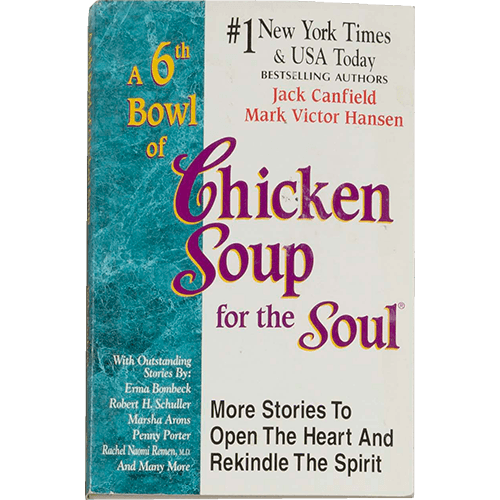 A 6th
Bowl
of
#1 New York Times
& USA Today
BESTSELLING AUTHORS
Jack Canfield
Mark Victor Hansen
Chicken
Soup
for the Soul®
With Outstanding
Stories By:
Erma Bombeck
Robert H. Schuller
Marsha Arons
Penny Porter
Rachel Naomi Remen, M.D.
And Many More
More Stories To
Open The Heart And
Rekindle The Spirit